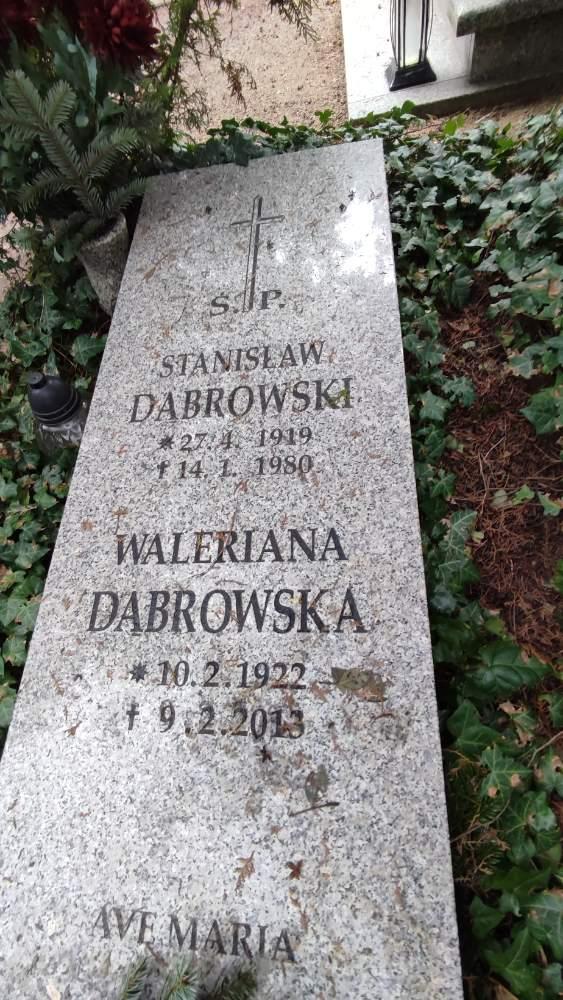 S. P.
STANISŁAW
DĄBROWSKI
* 27. 4. 1919
† 14. 1. 1980
WALERIANA
DĄBROWSKA
* 10.2.1922
† 9.2.2013
AVE MARIA